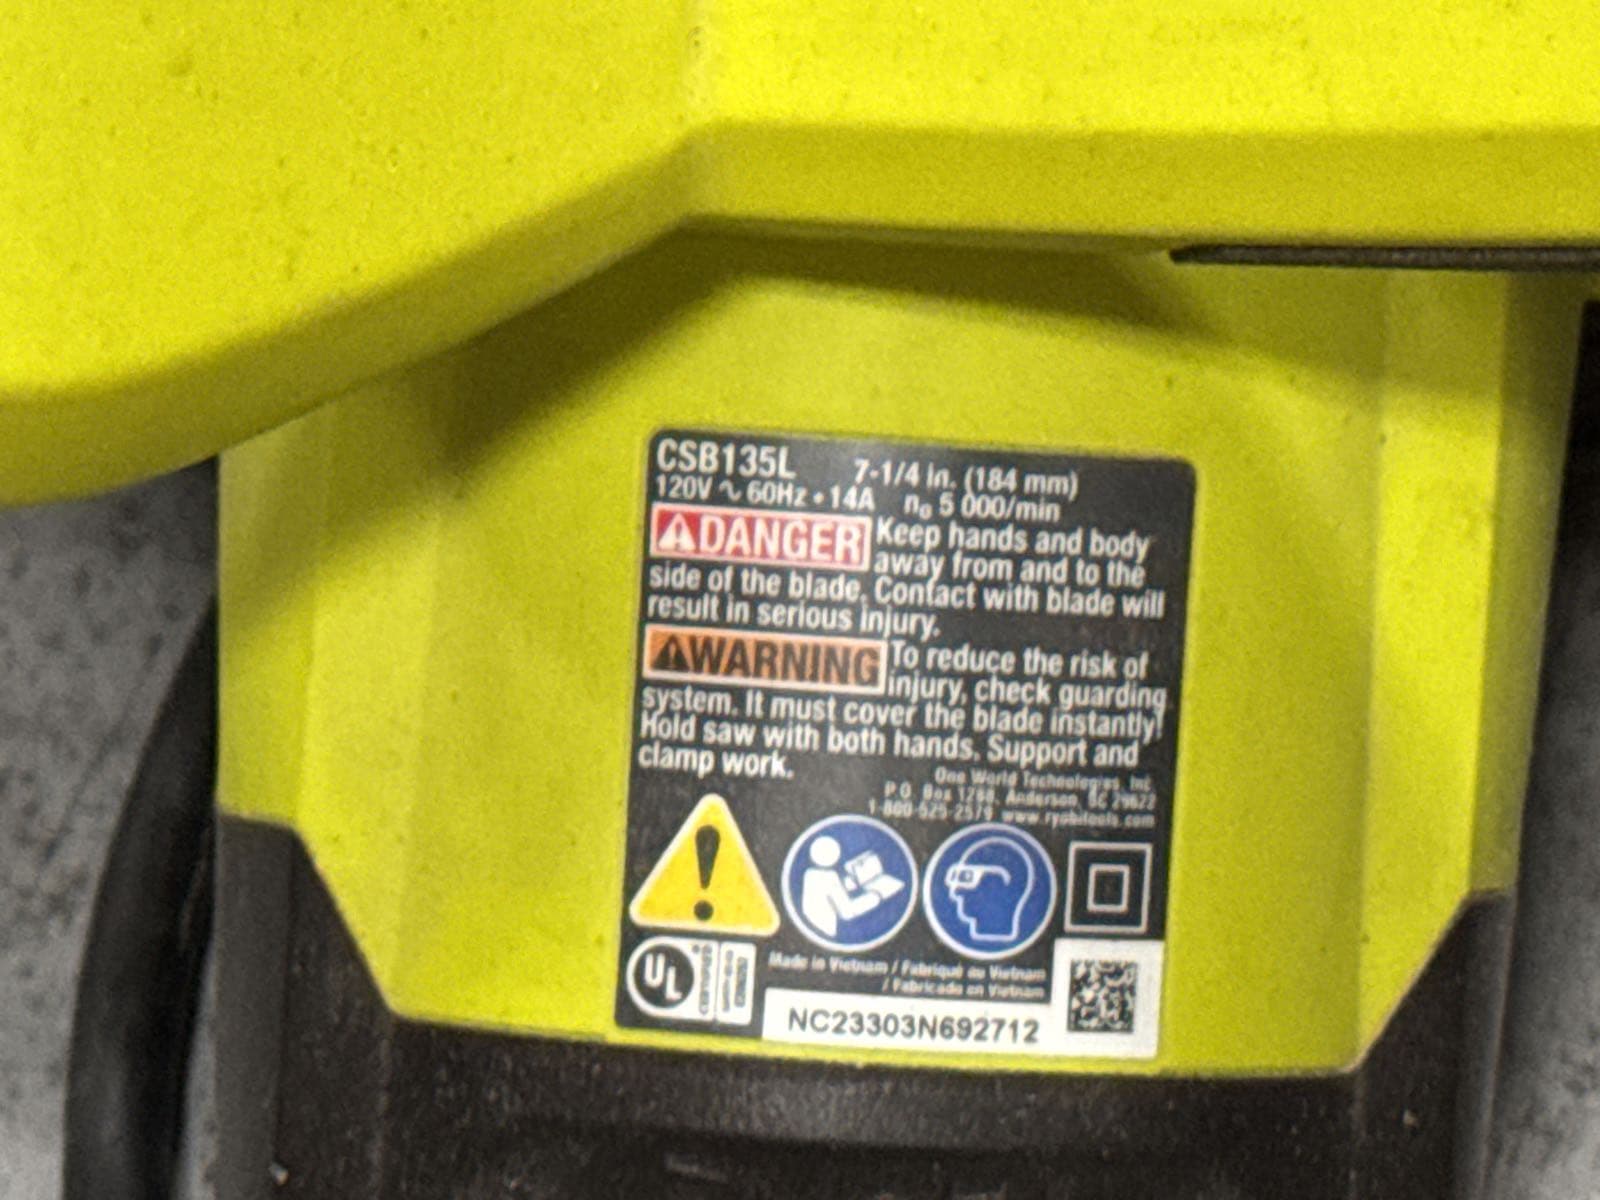 CSB135L 7-1/4 in. (184 mm)
120V ∿ 60Hz • 14A n₀ 5 000/min
DANGER Keep hands and body
away from and to the
side of the blade. Contact with blade will
result in serious injury.
WARNING To reduce the risk of
injury, check guarding
system. It must cover the blade instantly!
Hold saw with both hands. Support and
clamp work.
One World Technologies, Inc.
P.O. Box 1288, Anderson, SC 29622
1-800-525-2579 www.ryobitools.com
UL
Made in Vietnam / Fabriqué au Vietnam
/ Fabricado en Vietnam
NC23303N692712